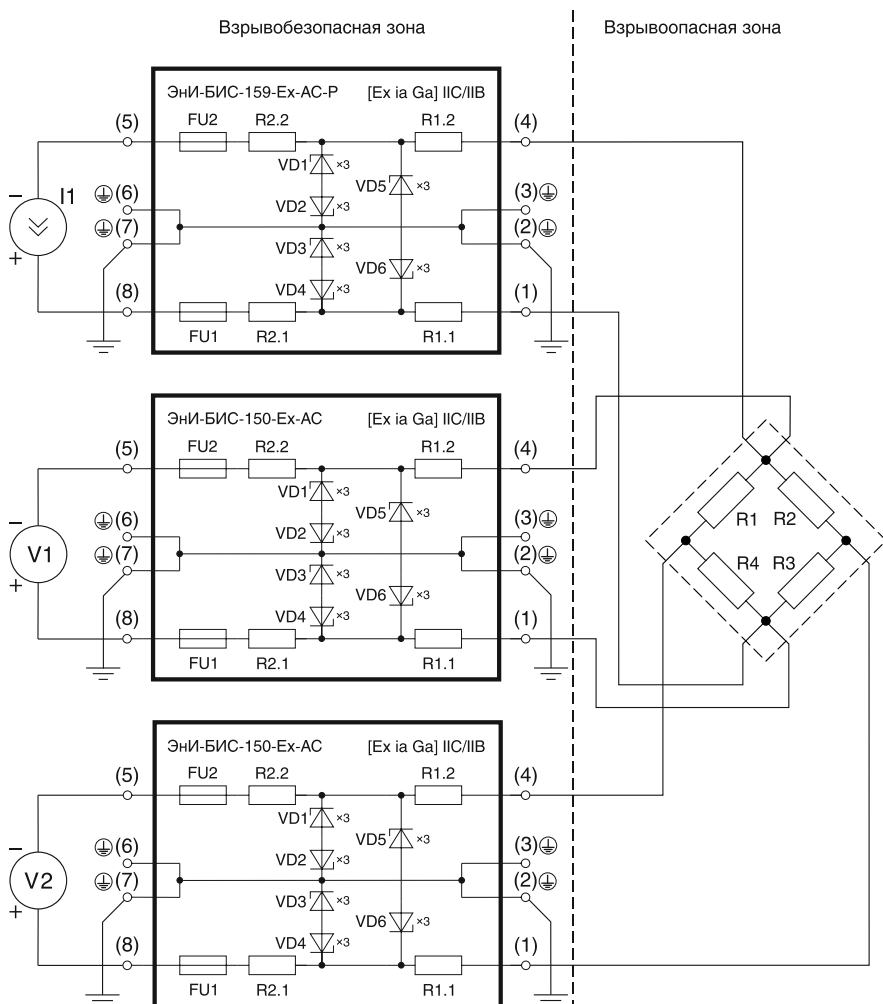 Взрывобезопасная зона
Взрывоопасная зона
ЭнИ-БИС-159-Ex-AC-P [Ex ia Ga] IIC/IIB
(5) FU2 R2.2 R1.2 (4)
VD1 ×3
VD5 ×3
− I1 (6) (3)
VD2 ×3
(7) (2)
VD3 ×3
+ VD6 ×3
(8) VD4 ×3 (1)
FU1 R2.1 R1.1
ЭнИ-БИС-150-Ex-AC [Ex ia Ga] IIC/IIB
(5) FU2 R2.2 R1.2 (4)
VD1 ×3
VD5 ×3
− (6) (3)
VD2 ×3
R1 R2
V1 (7) (2)
VD3 ×3
R4 R3
+ VD6 ×3
(8) VD4 ×3 (1)
FU1 R2.1 R1.1
ЭнИ-БИС-150-Ex-AC [Ex ia Ga] IIC/IIB
(5) FU2 R2.2 R1.2 (4)
VD1 ×3
VD5 ×3
− (6) (3)
VD2 ×3
V2 (7) (2)
VD3 ×3
+ VD6 ×3
(8) VD4 ×3 (1)
FU1 R2.1 R1.1